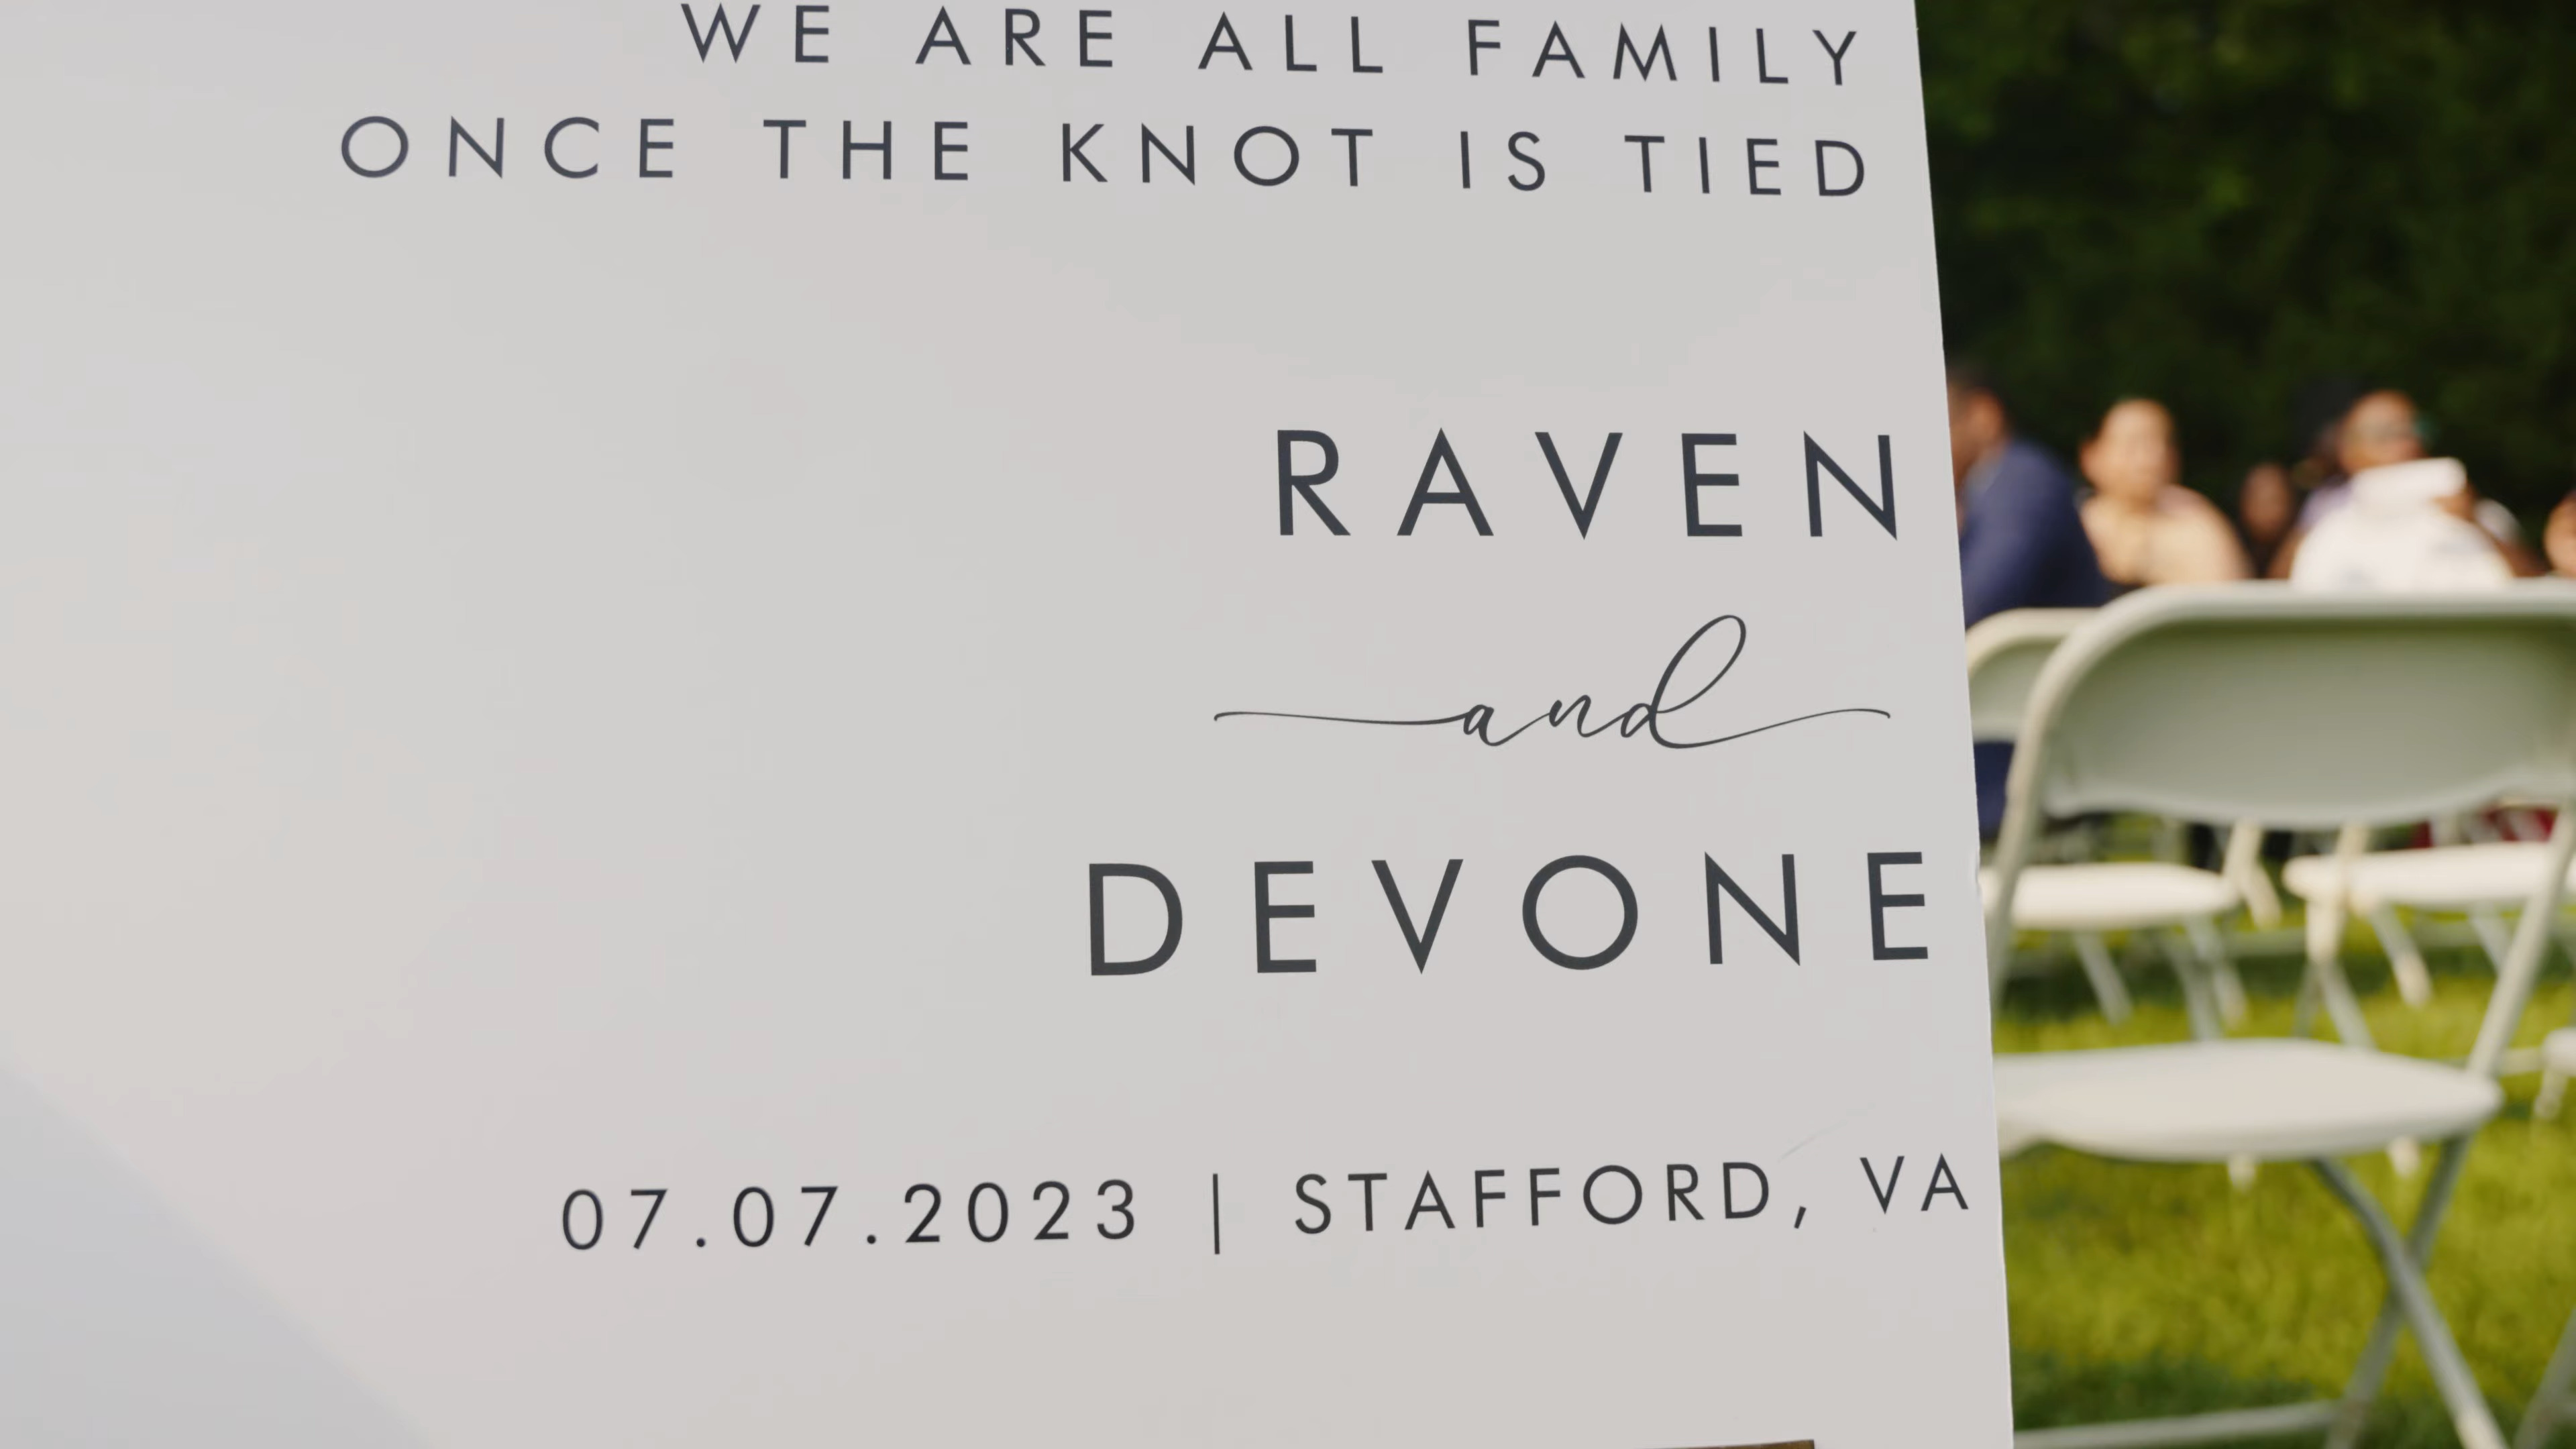 WE ARE ALL FAMILY
ONCE THE KNOT IS TIED
RAVEN
and
DEVONE
07.07.2023 | STAFFORD, VA